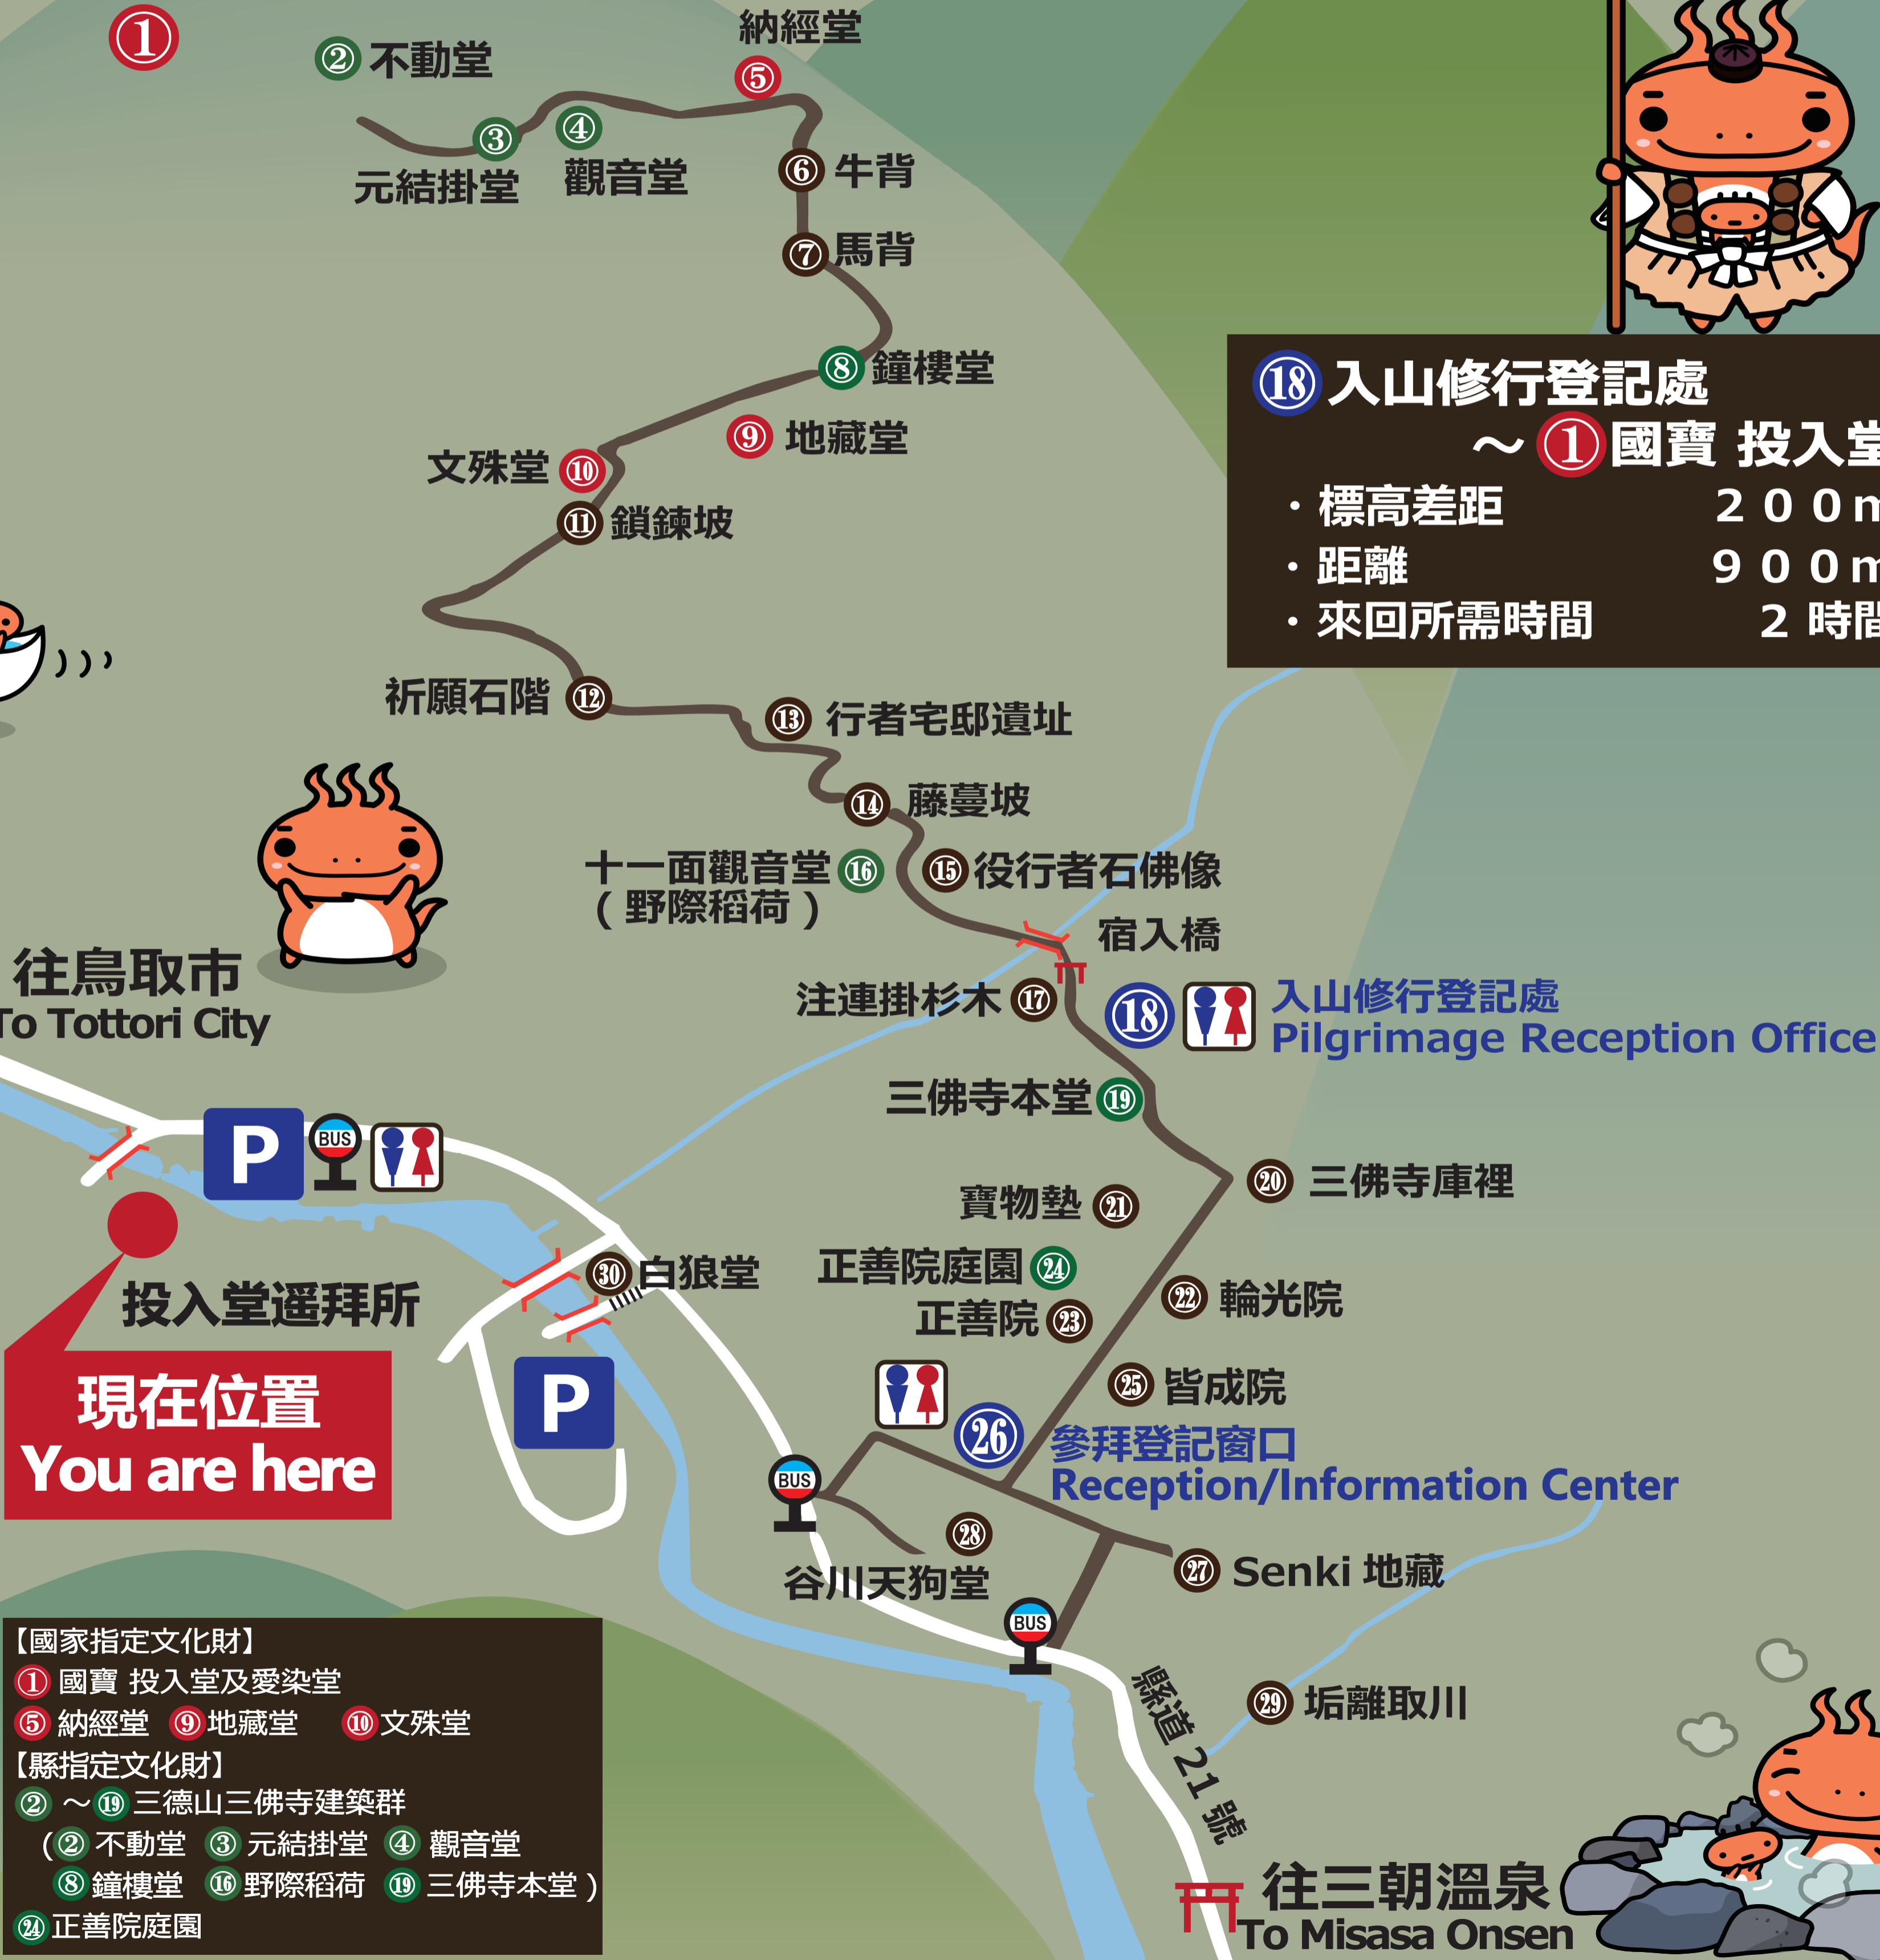 ①
② 不動堂
納經堂
⑤
③
元結掛堂
④
觀音堂
⑥ 牛背
⑦ 馬背
⑧ 鐘樓堂
⑨ 地藏堂
文殊堂 ⑩
⑪ 鎖鍊坡
祈願石階 ⑫
⑬ 行者宅邸遺址
⑭ 藤蔓坡
十一面觀音堂 ⑯
(野際稻荷)
⑮ 役行者石佛像
宿入橋
注連掛杉木 ⑰
⑱ 入山修行登記處
Pilgrimage Reception Office
三佛寺本堂 ⑲
⑳ 三佛寺庫裡
寶物塾 ㉑
正善院庭園 ㉔
正善院 ㉓
㉒ 輪光院
㉕ 皆成院
㉖ 參拜登記窗口
Reception/Information Center
㉘
谷川天狗堂
㉗ Senki 地藏
㉙ 垢離取川
㉚ 白狼堂
⑱入山修行登記處
～①國寶 投入堂
・標高差距 200m
・距離 900m
・來回所需時間 2 時間
往鳥取市
To Tottori City
P
BUS
投入堂遥拜所
現在位置
You are here
P
BUS
BUS
縣道 21 號
往三朝溫泉
To Misasa Onsen
【國家指定文化財】
① 國寶 投入堂及愛染堂
⑤ 納經堂 ⑨地藏堂 ⑩文殊堂
【縣指定文化財】
② ～⑲三德山三佛寺建築群
(② 不動堂 ③ 元結掛堂 ④ 觀音堂
⑧鐘樓堂 ⑯野際稻荷 ⑲三佛寺本堂)
㉔正善院庭園